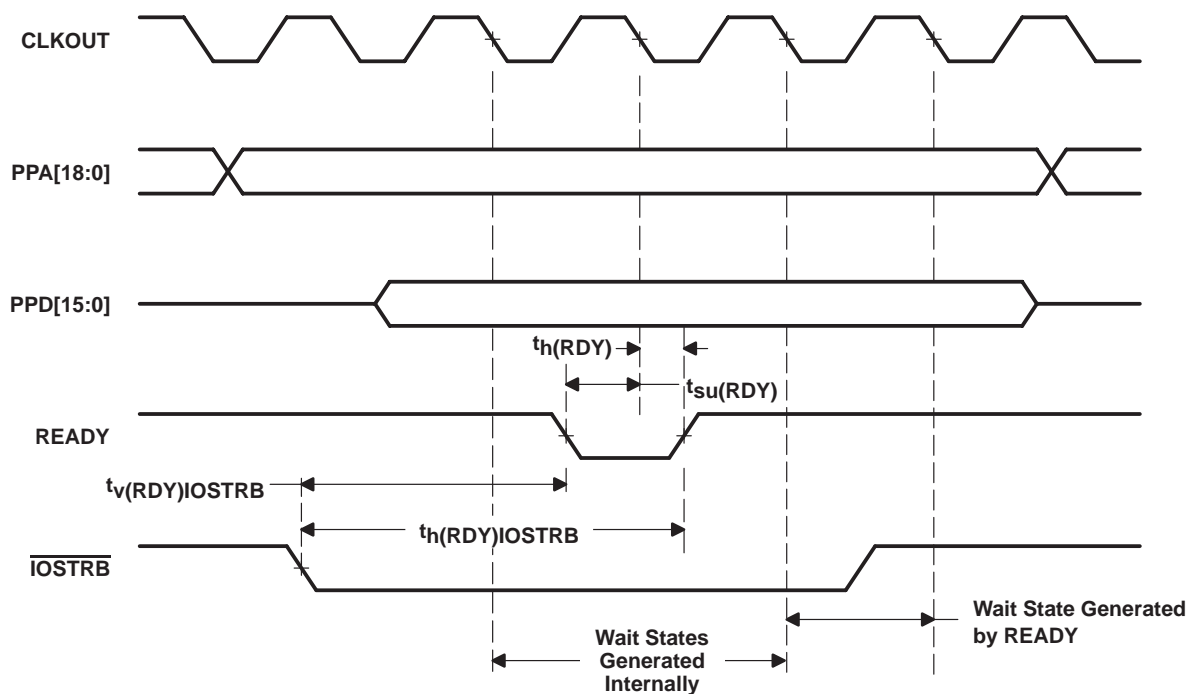 CLKOUT
PPA[18:0]
PPD[15:0]
th(RDY)
tsu(RDY)
READY
tv(RDY)IOSTRB
th(RDY)IOSTRB
IOSTRB
Wait States
Generated
Internally
Wait State Generated
by READY